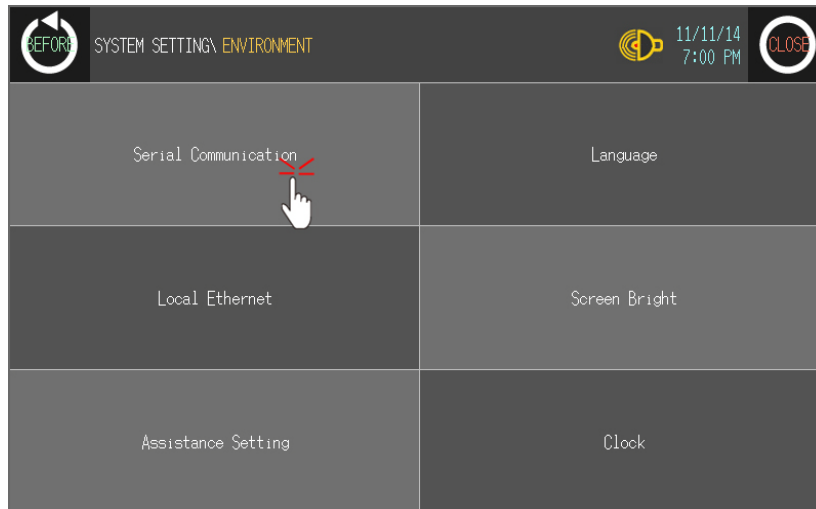 BEFORE SYSTEM SETTING\ ENVIRONMENT 11/11/14 CLOSE
7:00 PM
Serial Communication Language
Local Ethernet Screen Bright
Assistance Setting Clock